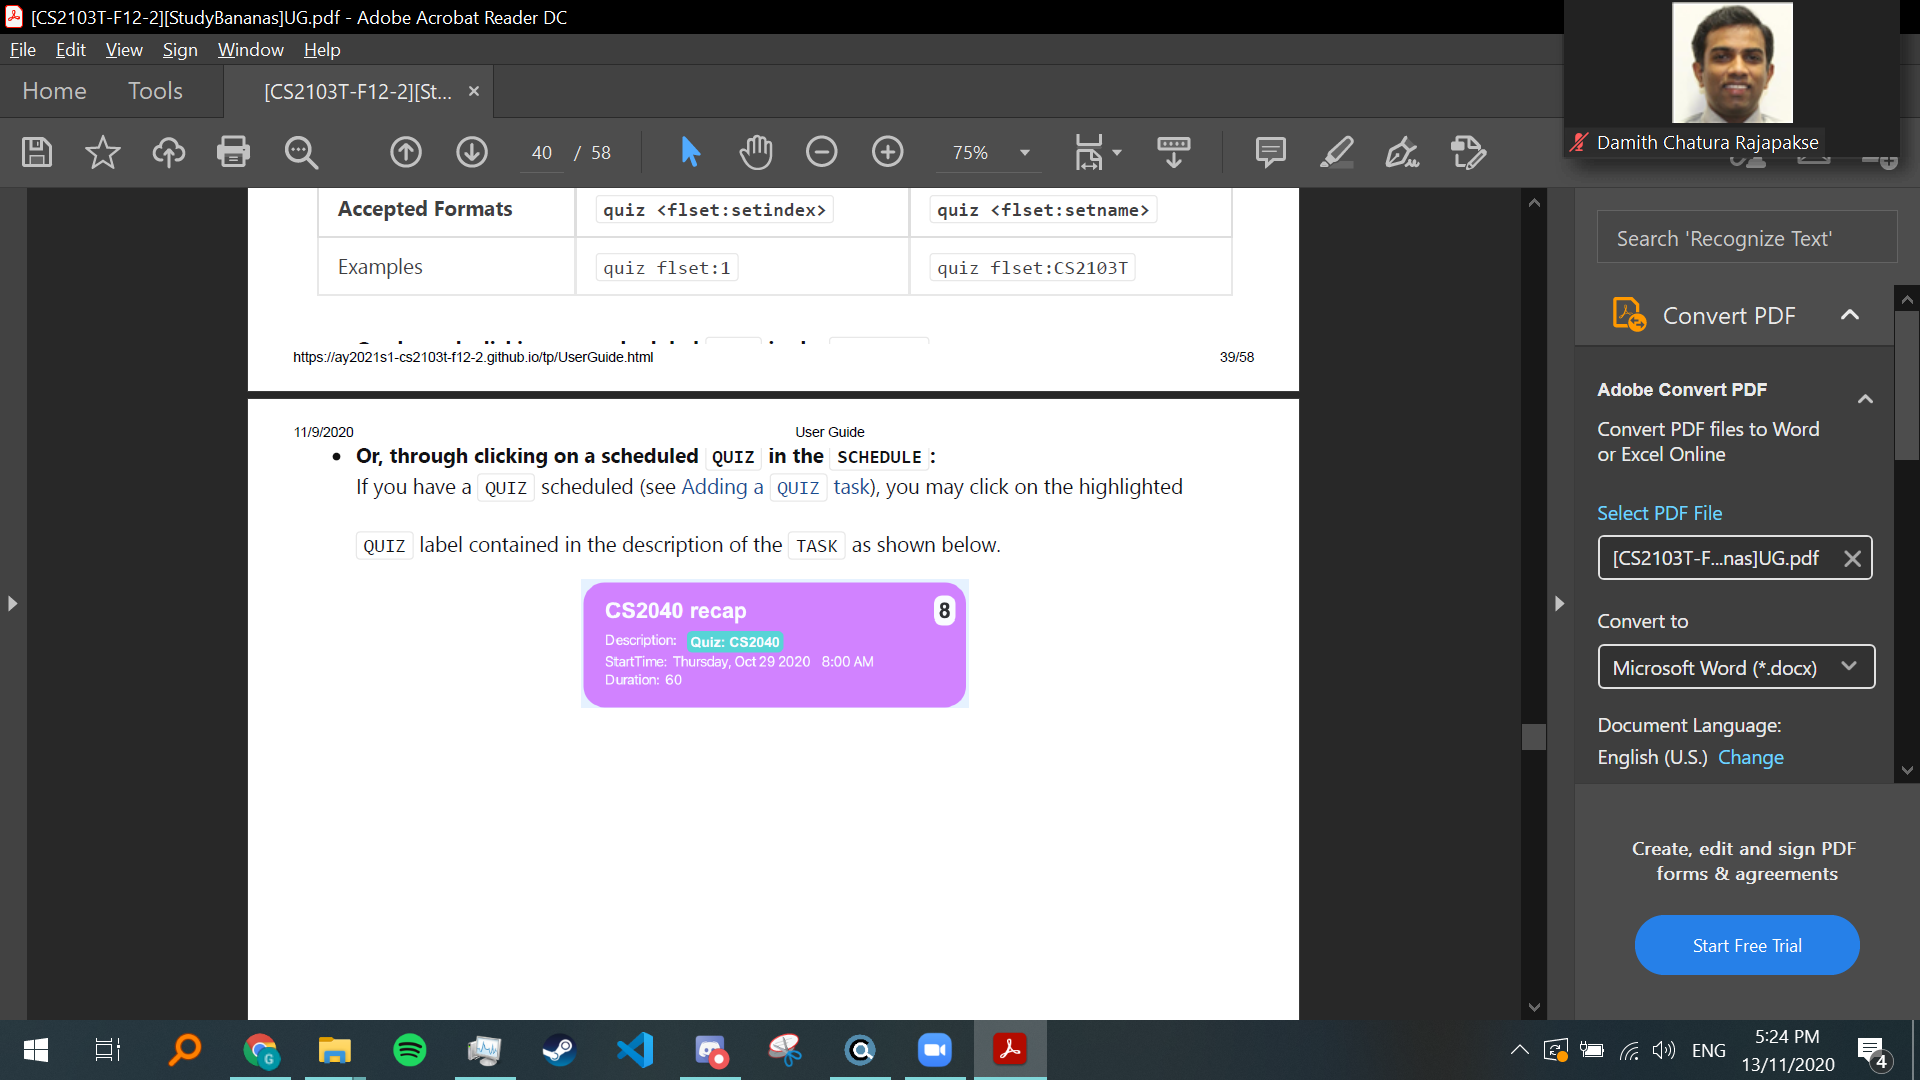 [CS2103T-F12-2][StudyBananas]UG.pdf - Adobe Acrobat Reader DC
File Edit View Sign Window Help
Home Tools [CS2103T-F12-2][St... ×
40 / 58 75%
Damith Chatura Rajapakse
Accepted Formats quiz <flset:setindex> quiz <flset:setname>
Examples quiz flset:1 quiz flset:CS2103T
https://ay2021s1-cs2103t-f12-2.github.io/tp/UserGuide.html 39/58
11/9/2020 User Guide
• Or, through clicking on a scheduled QUIZ in the SCHEDULE :
If you have a QUIZ scheduled (see Adding a QUIZ task), you may click on the highlighted
QUIZ label contained in the description of the TASK as shown below.
CS2040 recap 8
Description: Quiz: CS2040
StartTime: Thursday, Oct 29 2020 8:00 AM
Duration: 60
Search 'Recognize Text'
Convert PDF
Adobe Convert PDF
Convert PDF files to Word
or Excel Online
Select PDF File
[CS2103T-F...nas]UG.pdf
Convert to
Microsoft Word (*.docx)
Document Language:
English (U.S.) Change
Create, edit and sign PDF
forms & agreements
Start Free Trial
ENG
5:24 PM
13/11/2020
4